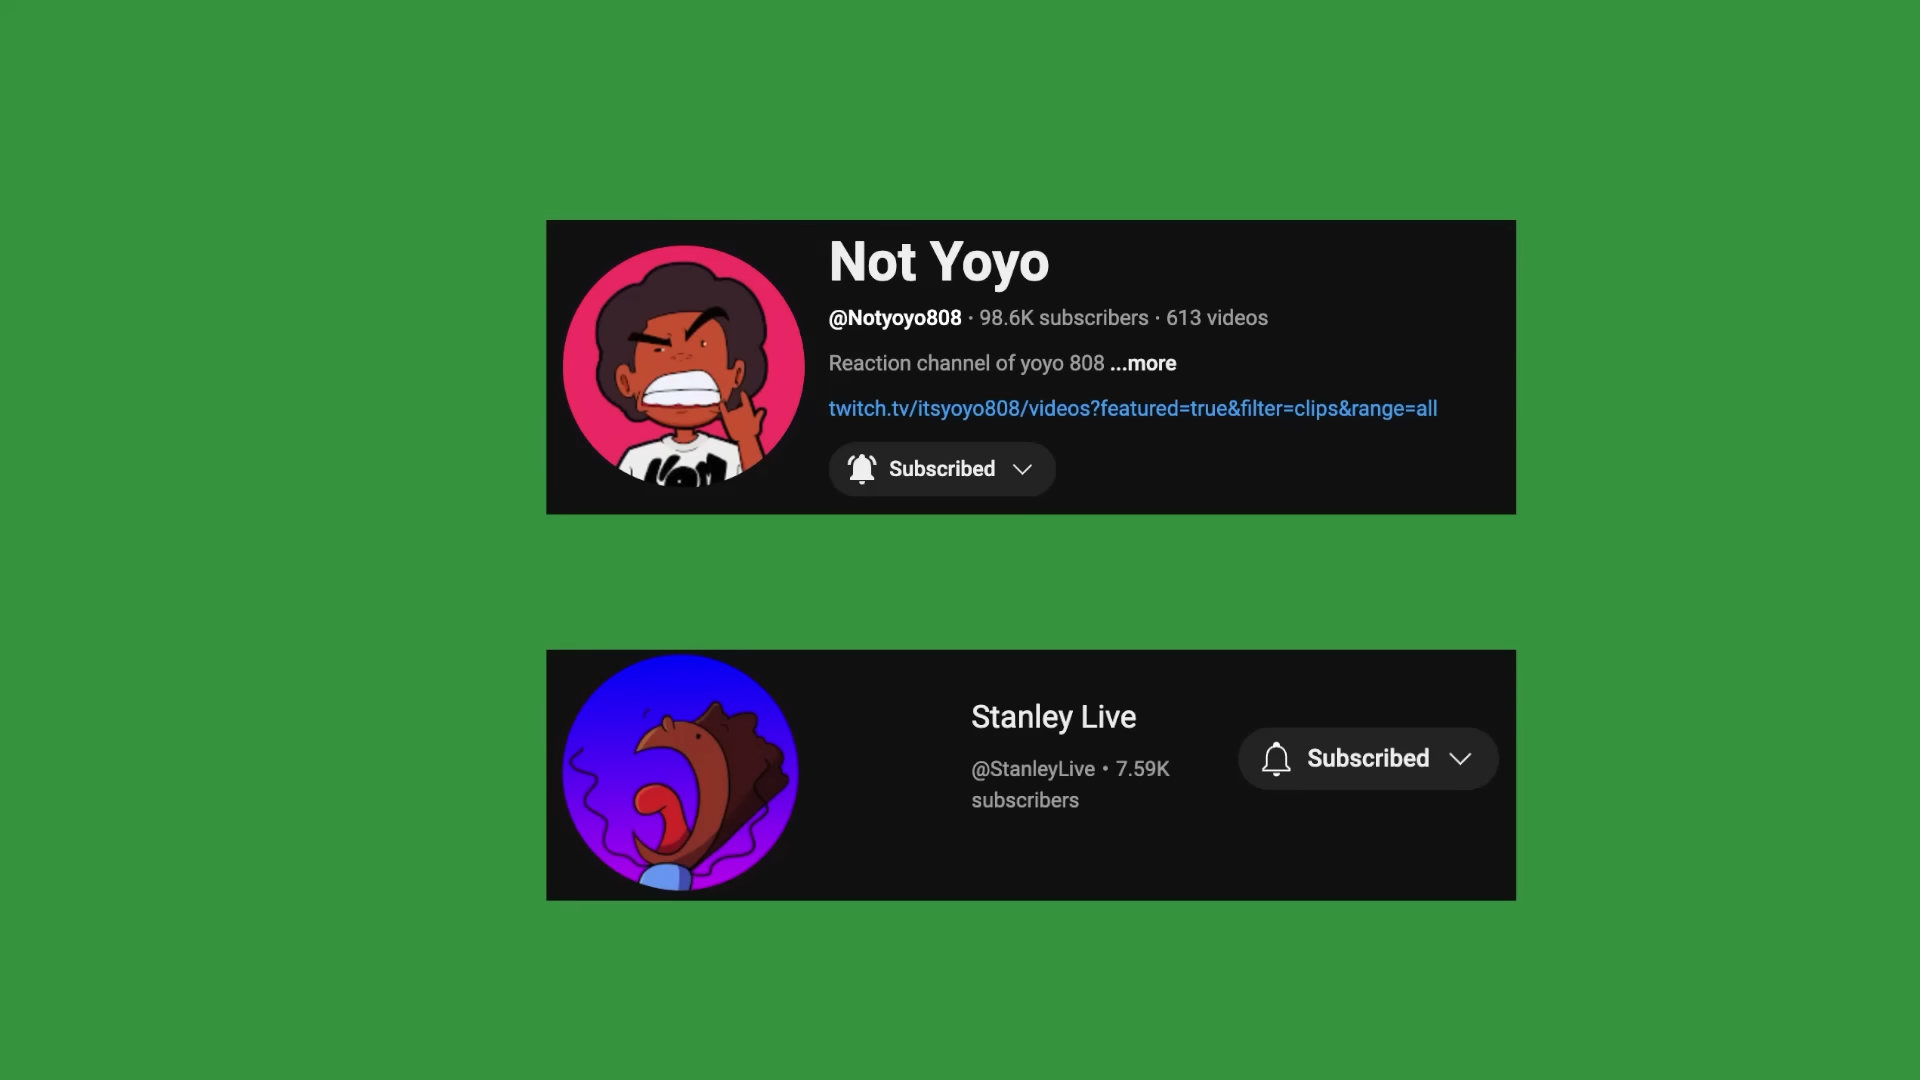 Not Yoyo
@Notyoyo808 · 98.6K subscribers · 613 videos
Reaction channel of yoyo 808 ...more
twitch.tv/itsyoyo808/videos?featured=true&filter=clips&range=all
Subscribed
Stanley Live
@StanleyLive • 7.59K
subscribers
Subscribed